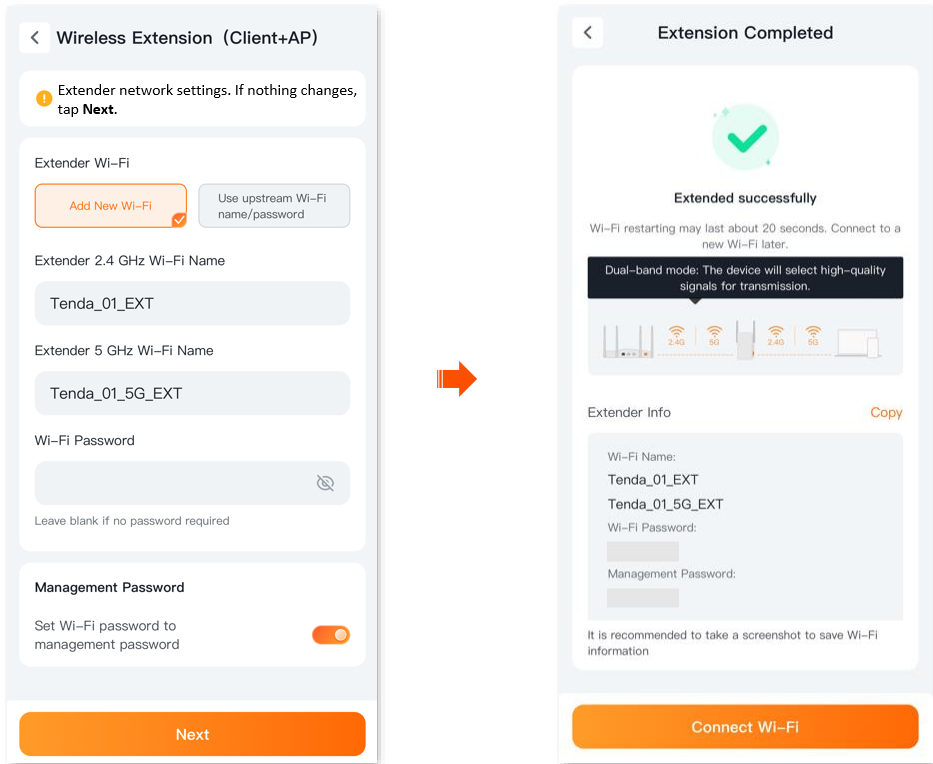 Wireless Extension (Client+AP)
Extender network settings. If nothing changes,
tap Next.
Extender Wi-Fi
Add New Wi-Fi
Use upstream Wi-Fi
name/password
Extender 2.4 GHz Wi-Fi Name
Tenda_01_EXT
Extender 5 GHz Wi-Fi Name
Tenda_01_5G_EXT
Wi-Fi Password
Leave blank if no password required
Management Password
Set Wi-Fi password to
management password
Next
Extension Completed
Extended successfully
Wi-Fi restarting may last about 20 seconds. Connect to a
new Wi-Fi later.
Dual-band mode: The device will select high-quality
signals for transmission.
2.4G
5G
2.4G
5G
Extender Info
Copy
Wi-Fi Name:
Tenda_01_EXT
Tenda_01_5G_EXT
Wi-Fi Password:
Management Password:
It is recommended to take a screenshot to save Wi-Fi
information
Connect Wi-Fi